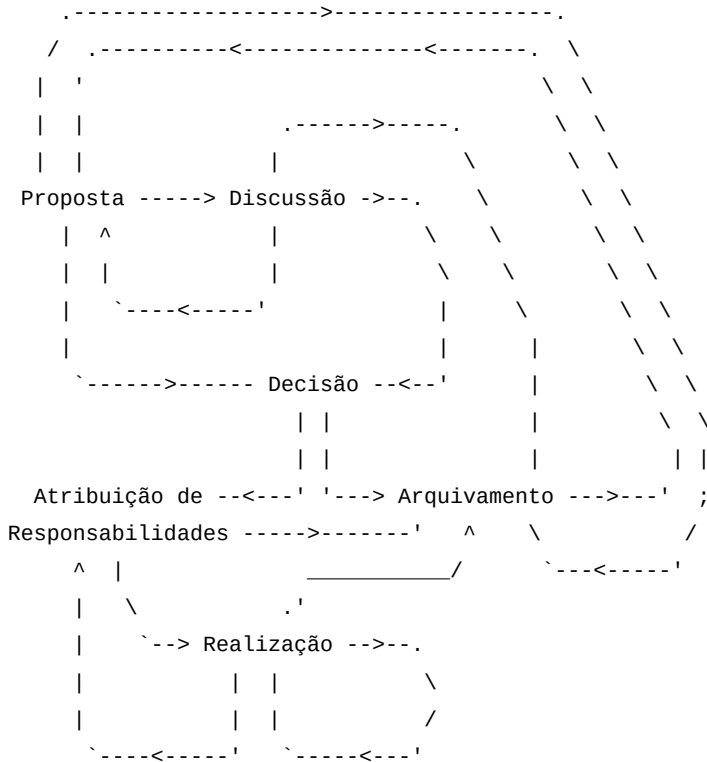 Proposta -----> Discussão ->--.
`------>------ Decisão --<--'
Atribuição de --<---' '---> Arquivamento --->---' ;
Responsabilidades ----->-------' ^ \ /
`--> Realização -->--.